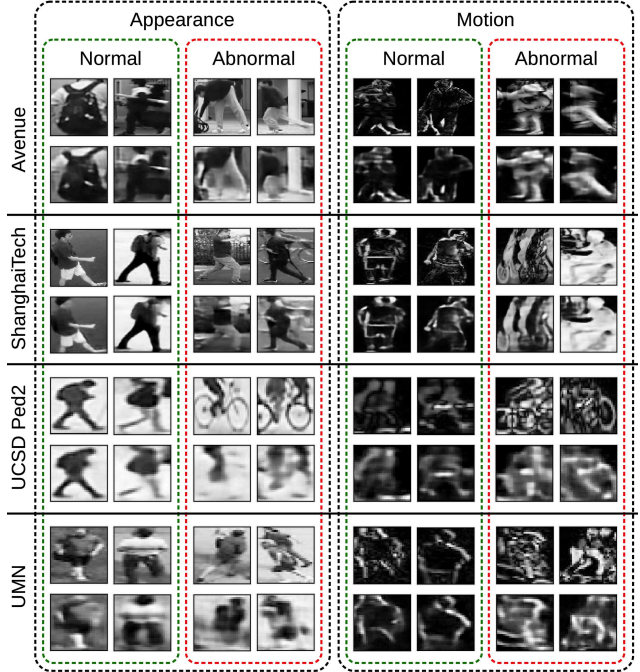 Appearance
Motion
Normal
Abnormal
Normal
Abnormal
Avenue
ShanghaiTech
UCSD Ped2
UMN